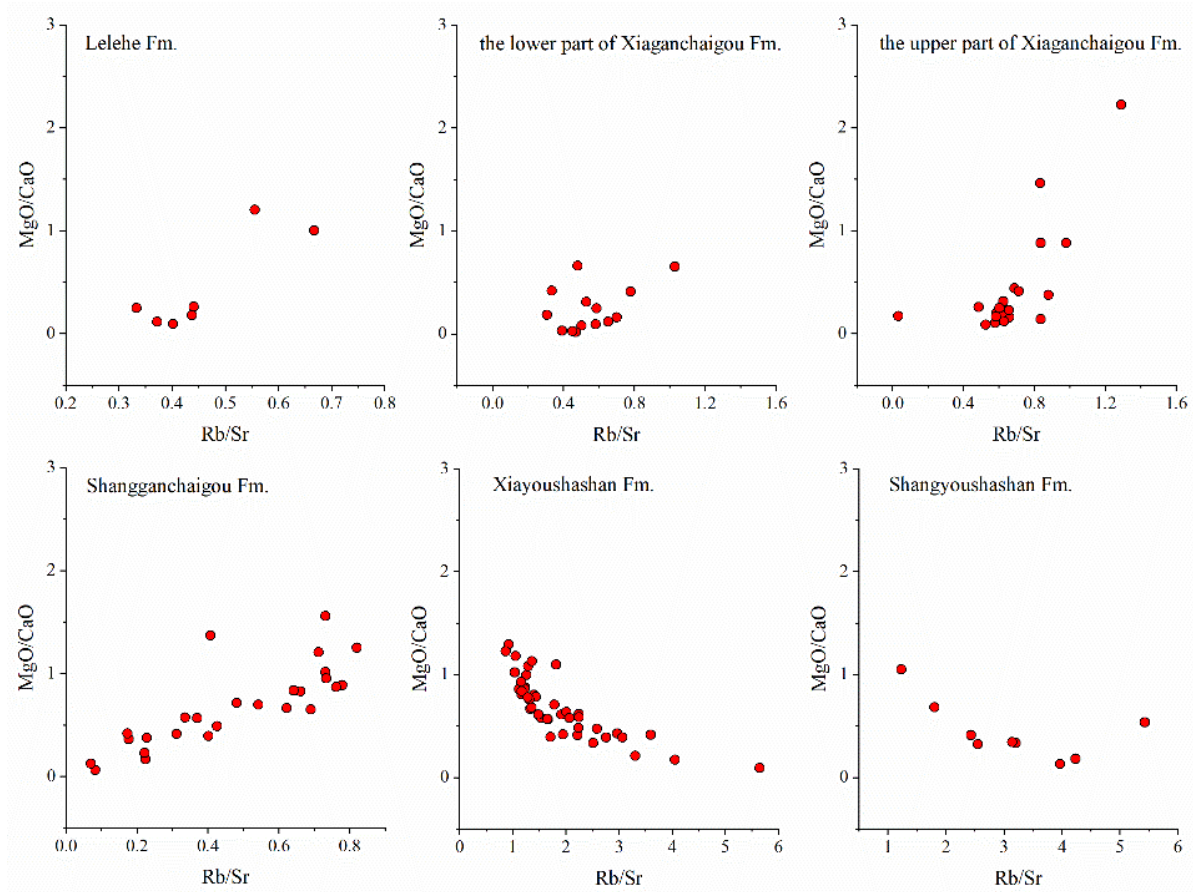 Lelehe Fm.
3
2
1
0
MgO/CaO
0.2 0.3 0.4 0.5 0.6 0.7 0.8
Rb/Sr
the lower part of Xiaganchaigou Fm.
3
2
1
0
MgO/CaO
0.0 0.4 0.8 1.2 1.6
Rb/Sr
the upper part of Xiaganchaigou Fm.
3
2
1
0
MgO/CaO
0.0 0.4 0.8 1.2 1.6
Rb/Sr
Shangganchaigou Fm.
3
2
1
0
MgO/CaO
0.0 0.2 0.4 0.6 0.8
Rb/Sr
Xiayoushashan Fm.
3
2
1
0
MgO/CaO
0 1 2 3 4 5 6
Rb/Sr
Shangyoushashan Fm.
3
2
1
0
MgO/CaO
1 2 3 4 5 6
Rb/Sr